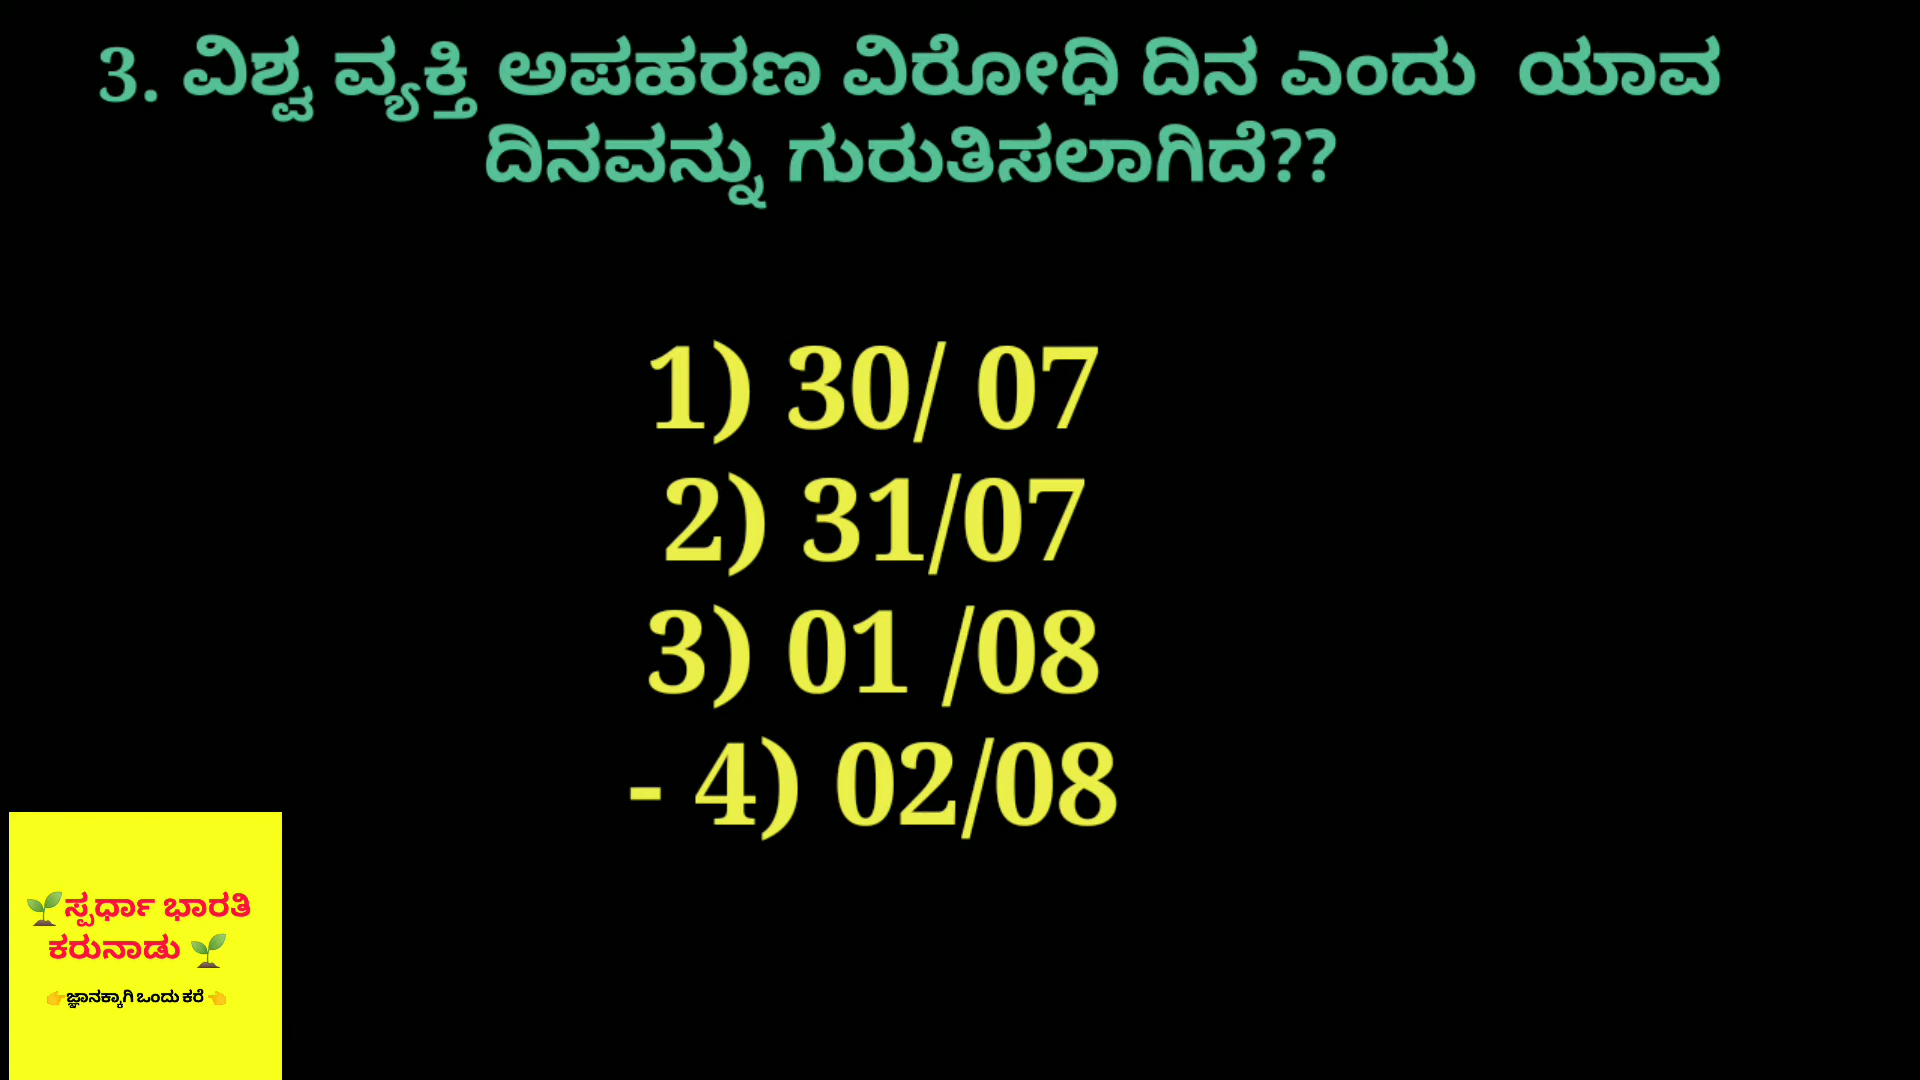 3. ವಿಶ್ವ ವ್ಯಕ್ತಿ ಅಪಹರಣ ವಿರೋಧಿ ದಿನ ಎಂದು ಯಾವ
ದಿನವನ್ನು ಗುರುತಿಸಲಾಗಿದೆ??
1) 30/ 07
2) 31/07
3) 01 /08
- 4) 02/08
🌱ಸ್ಪರ್ಧಾ ಭಾರತಿ
ಕರುನಾಡು 🌱
👉ಜ್ಞಾನಕ್ಕಾಗಿ ಒಂದು ಕರೆ 👈